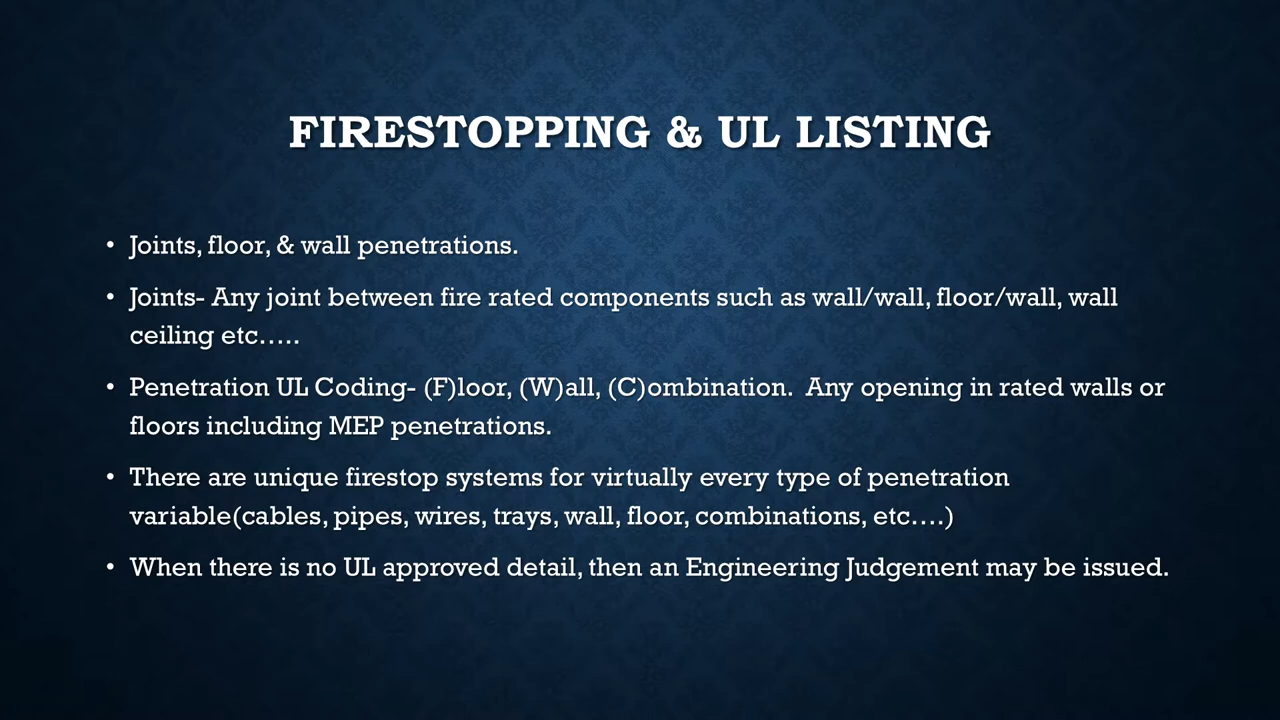 FIRESTOPPING & UL LISTING
• Joints, floor, & wall penetrations.
• Joints- Any joint between fire rated components such as wall/wall, floor/wall, wall
ceiling etc…..
• Penetration UL Coding- (F)loor, (W)all, (C)ombination.  Any opening in rated walls or
floors including MEP penetrations.
• There are unique firestop systems for virtually every type of penetration
variable(cables, pipes, wires, trays, wall, floor, combinations, etc….)
• When there is no UL approved detail, then an Engineering Judgement may be issued.